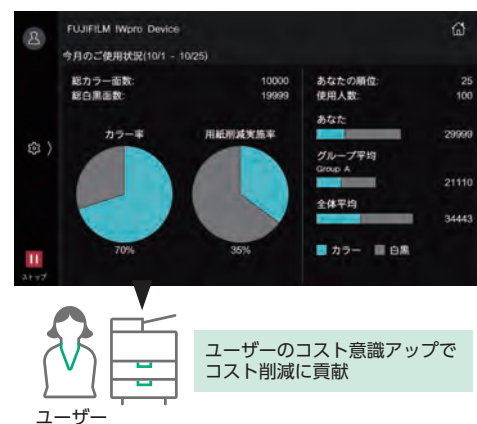 FUJIFILM IWpro Device
今月のご使用状況(10/1 - 10/25)
総カラー面数: 10000
総白黒面数: 19999
カラー率
70%
用紙削減実施率
35%
あなたの順位: 25
使用人数: 100
あなた
29999
グループ平均
Group A
21110
全体平均
34443
カラー 白黒
ストップ
ユーザーのコスト意識アップで
コスト削減に貢献
ユーザー